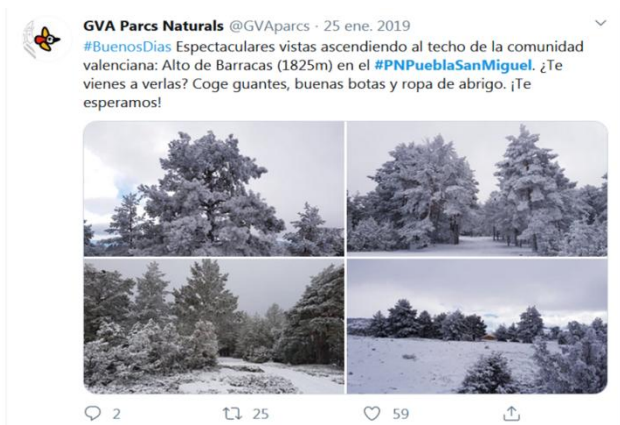 GVA Parcs Naturals @GVAparcs · 25 ene. 2019
#BuenosDias Espectaculares vistas ascendiendo al techo de la comunidad
valenciana: Alto de Barracas (1825m) en el #PNPueblaSanMiguel. ¿Te
vienes a verlas? Coge guantes, buenas botas y ropa de abrigo. ¡Te
esperamos!
2 25 59